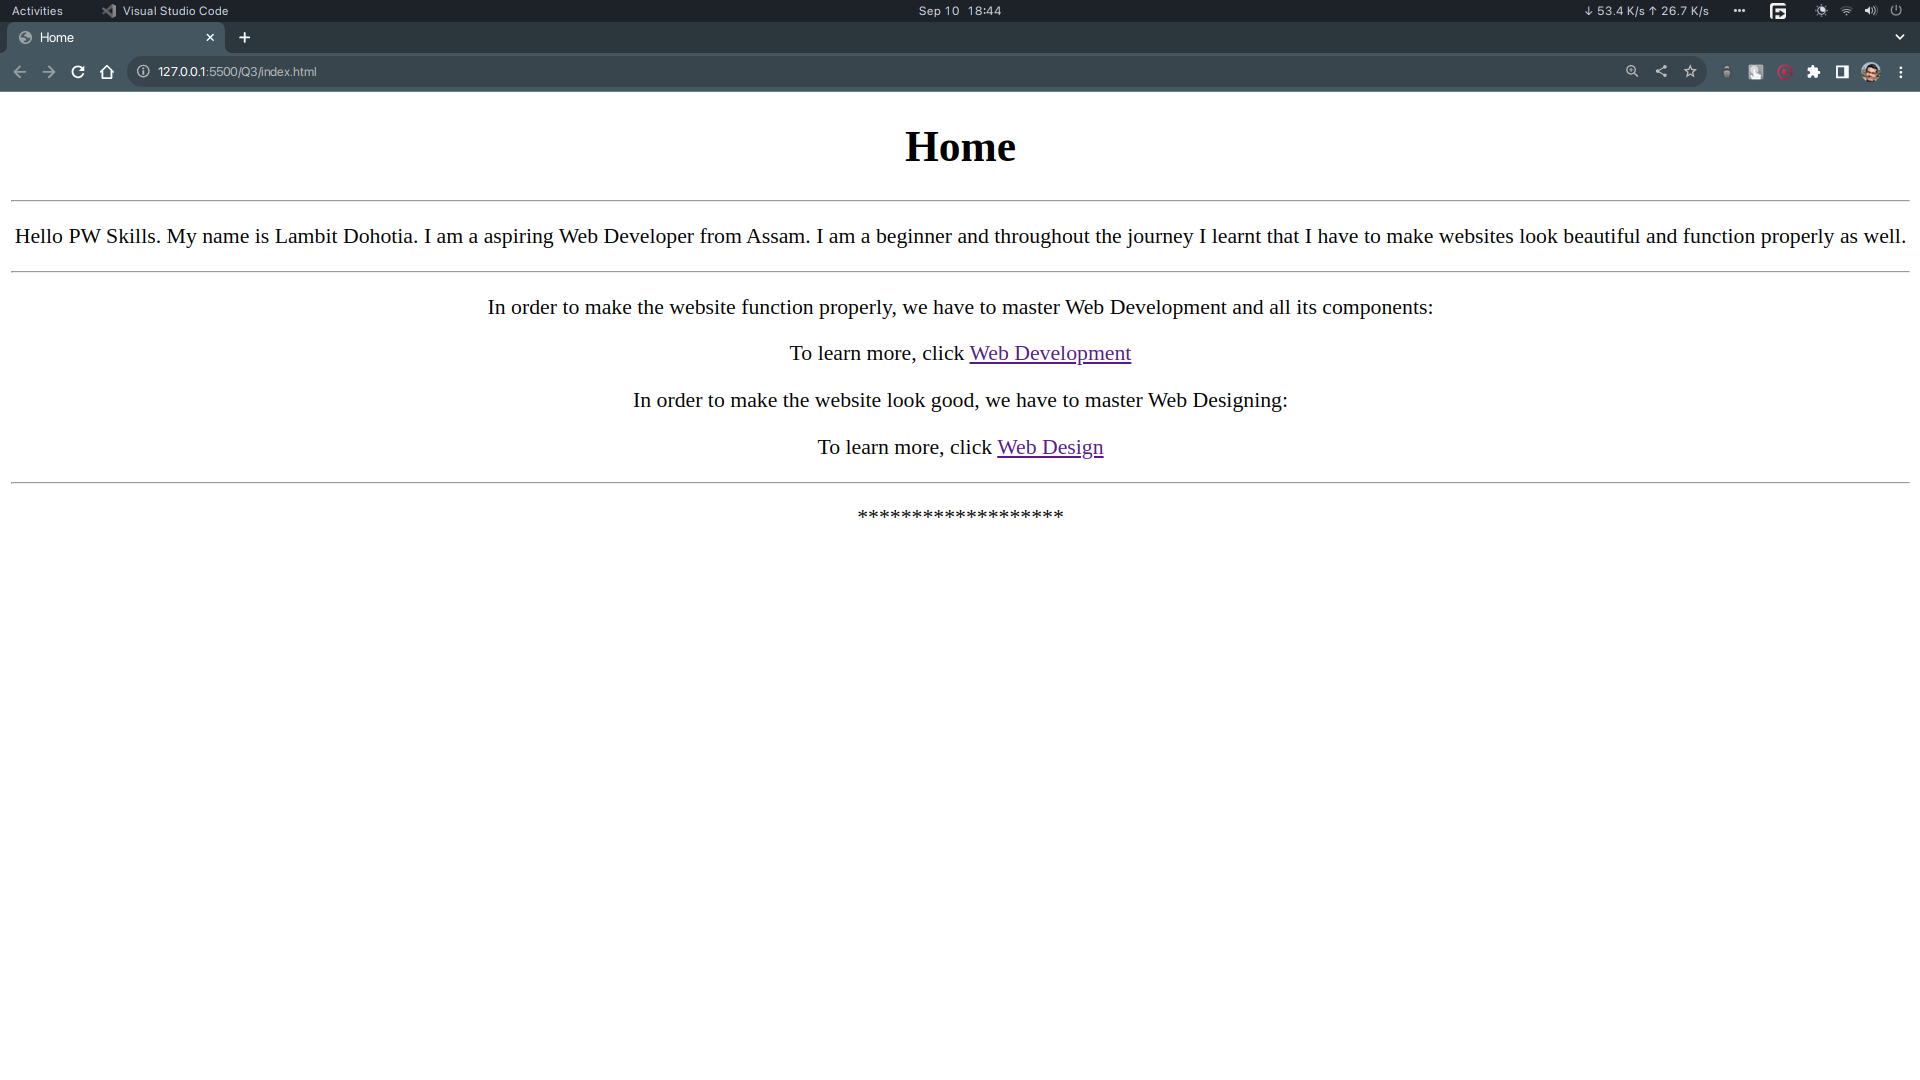 Activities Visual Studio Code Sep 10 18:44 ↓ 53.4 K/s ↑ 26.7 K/s
Home
127.0.0.1:5500/Q3/index.html
Home
Hello PW Skills. My name is Lambit Dohotia. I am a aspiring Web Developer from Assam. I am a beginner and throughout the journey I learnt that I have to make websites look beautiful and function properly as well.
In order to make the website function properly, we have to master Web Development and all its components:
To learn more, click Web Development
In order to make the website look good, we have to master Web Designing:
To learn more, click Web Design
*******************